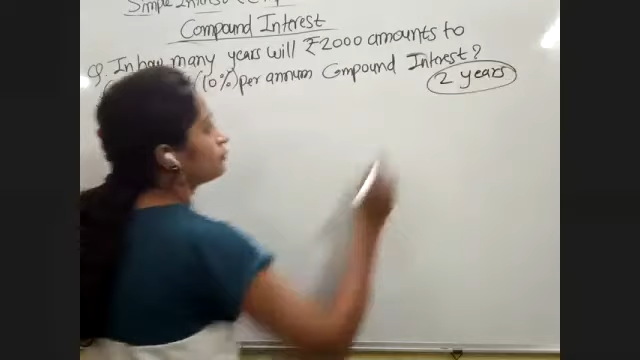 Simple Interest
Compound Interest
Q. In how many years will ₹2000 amounts to
(10%) per annum Compound Interest?
2 years